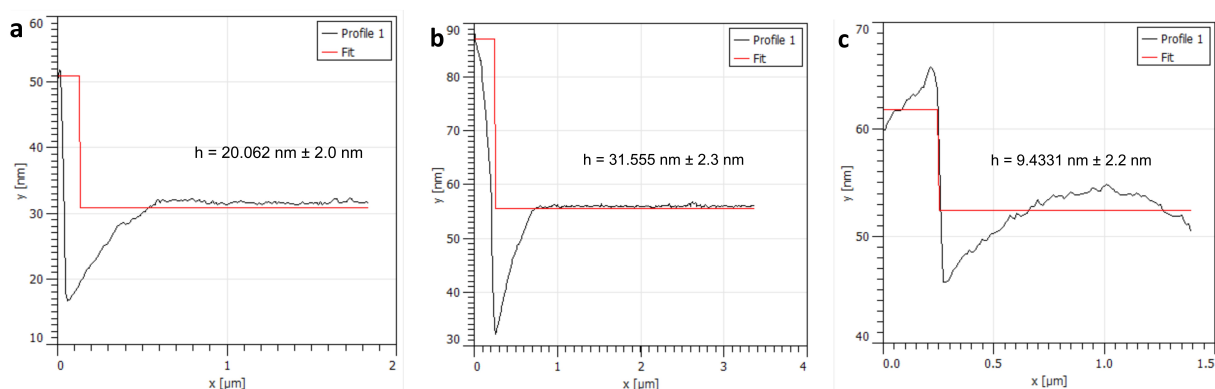 a
60
50
40
30
20
10
y [nm]
0
1
2
x [µm]
Profile 1
Fit
h = 20.062 nm ± 2.0 nm
b
90
80
70
60
50
40
30
y [nm]
0
1
2
3
4
x [µm]
Profile 1
Fit
h = 31.555 nm ± 2.3 nm
c
70
60
50
40
y [nm]
0.0
0.5
1.0
1.5
x [µm]
Profile 1
Fit
h = 9.4331 nm ± 2.2 nm